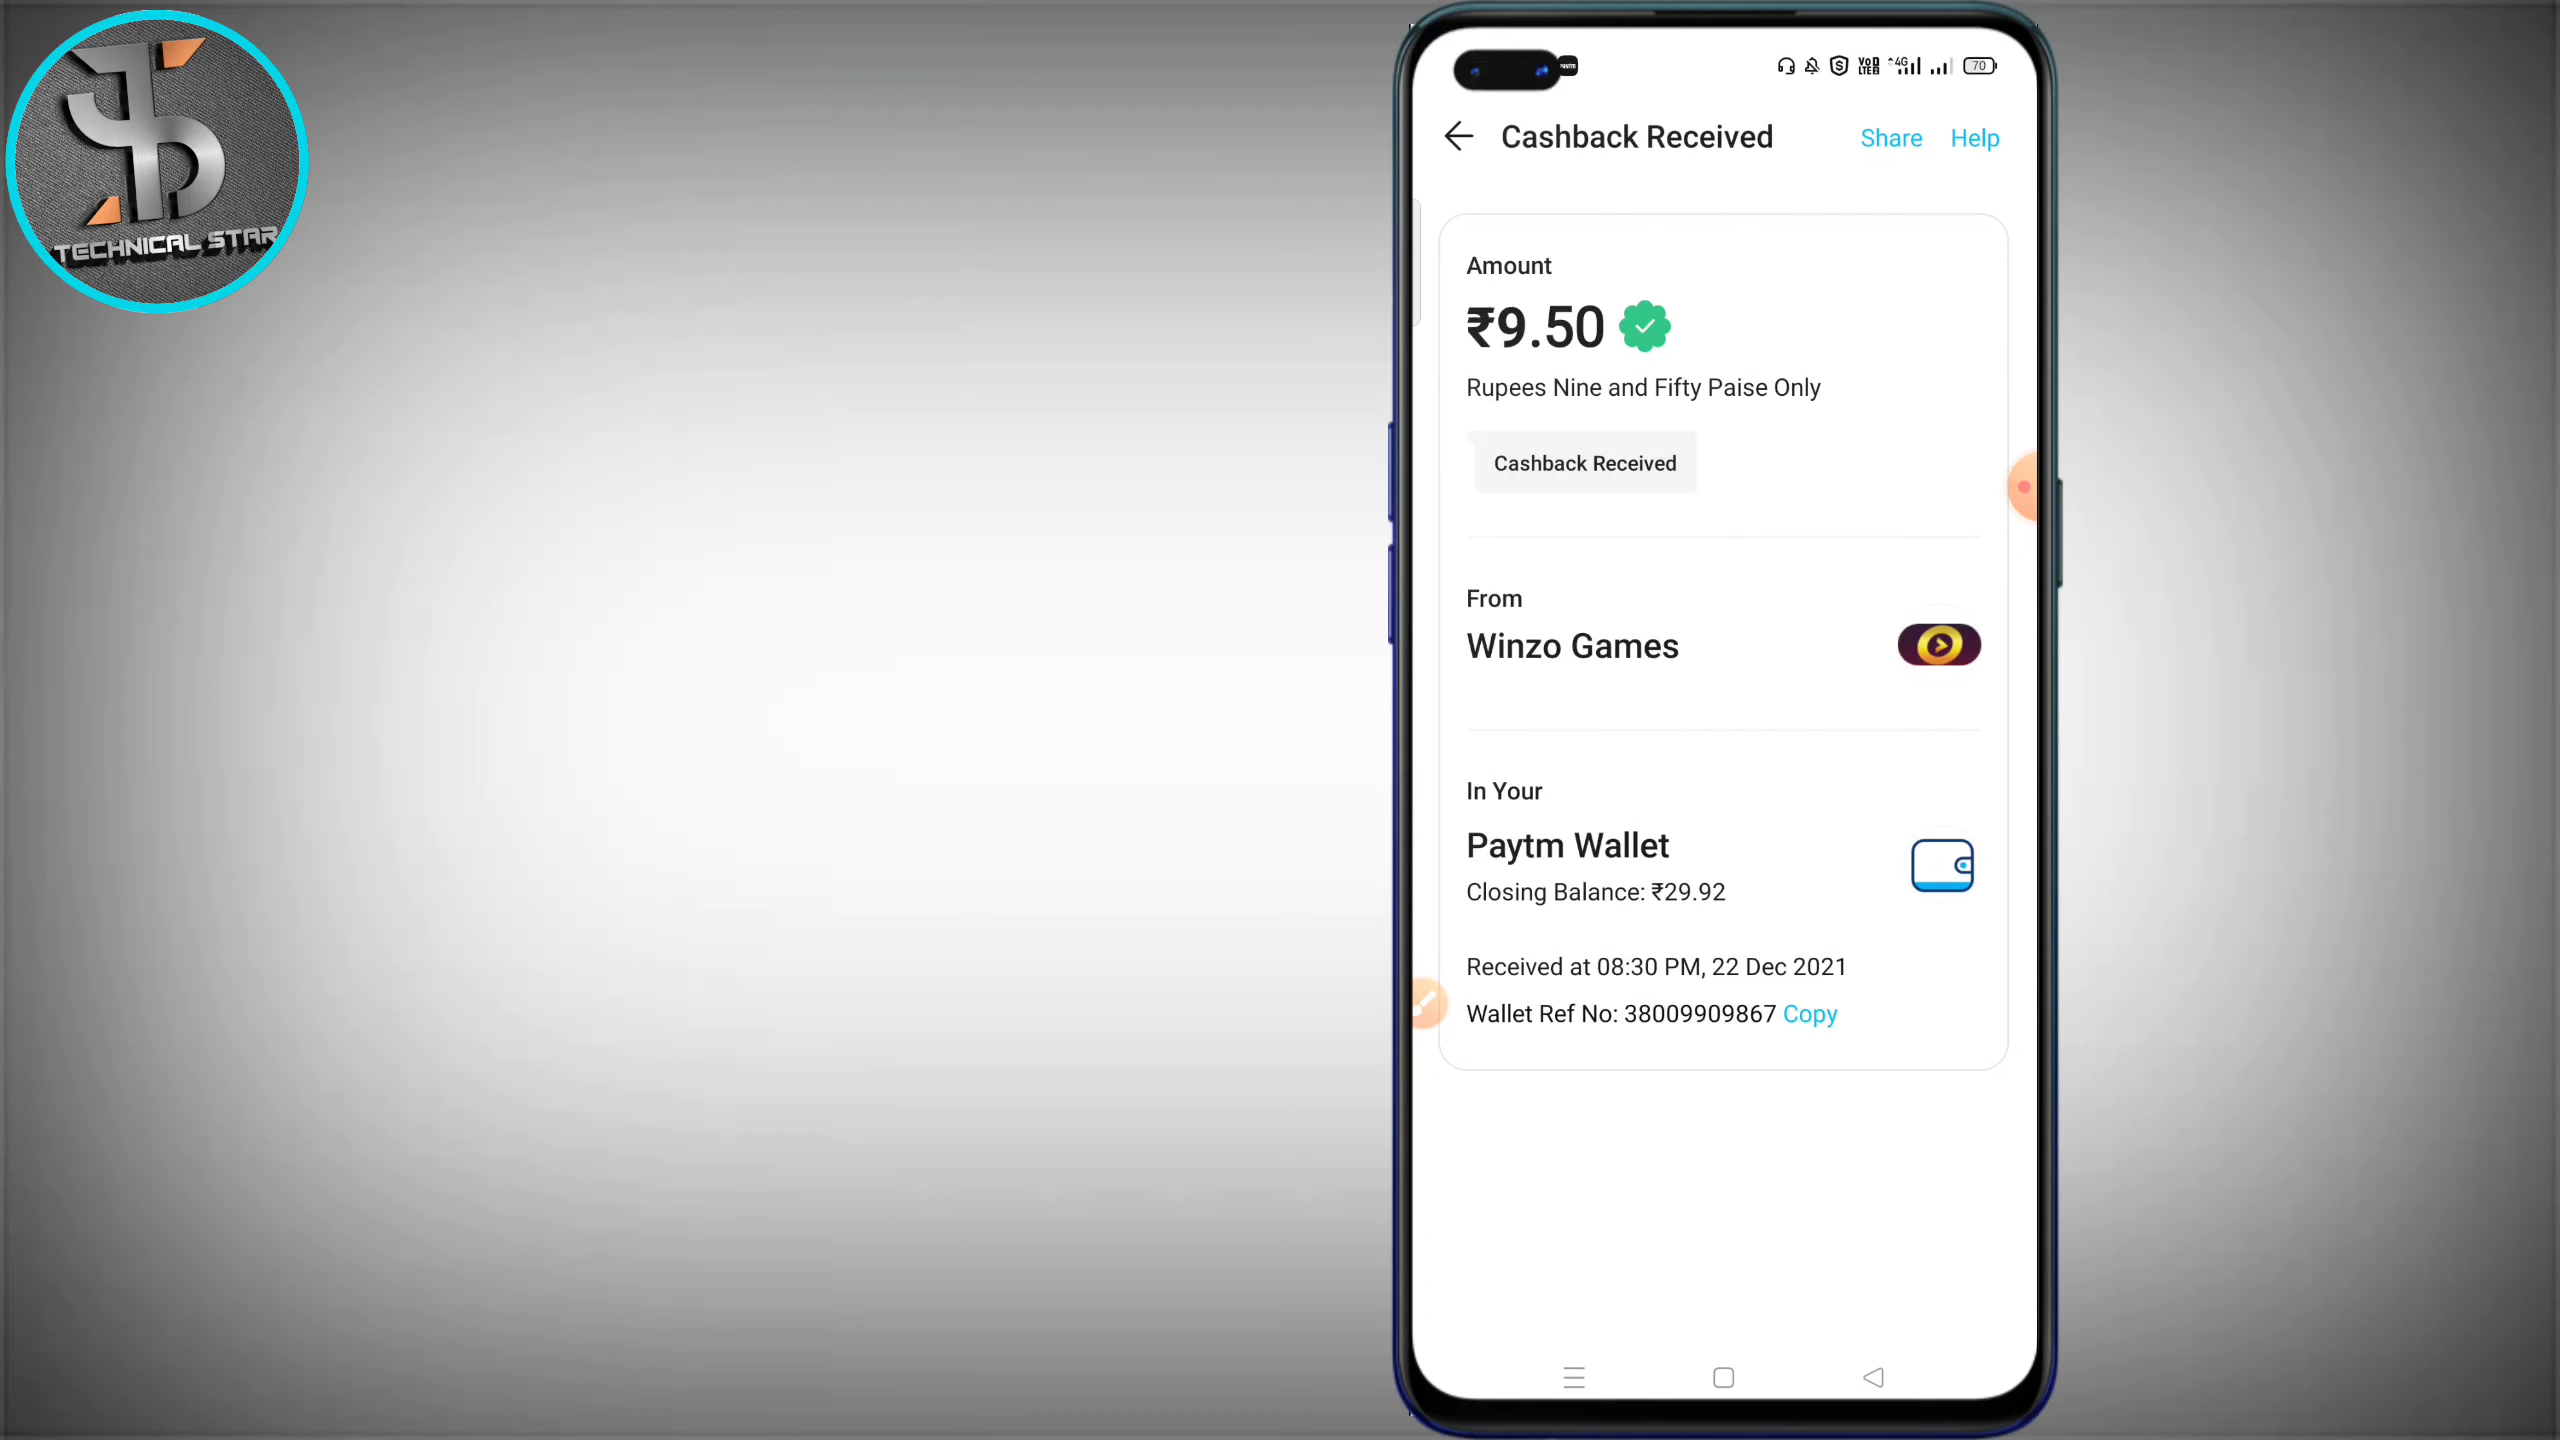 TECHNICAL STAR
4G
70
Cashback Received
Share
Help
Amount
₹9.50
Rupees Nine and Fifty Paise Only
Cashback Received
From
Winzo Games
In Your
Paytm Wallet
Closing Balance: ₹29.92
Received at 08:30 PM, 22 Dec 2021
Wallet Ref No: 38009909867 Copy